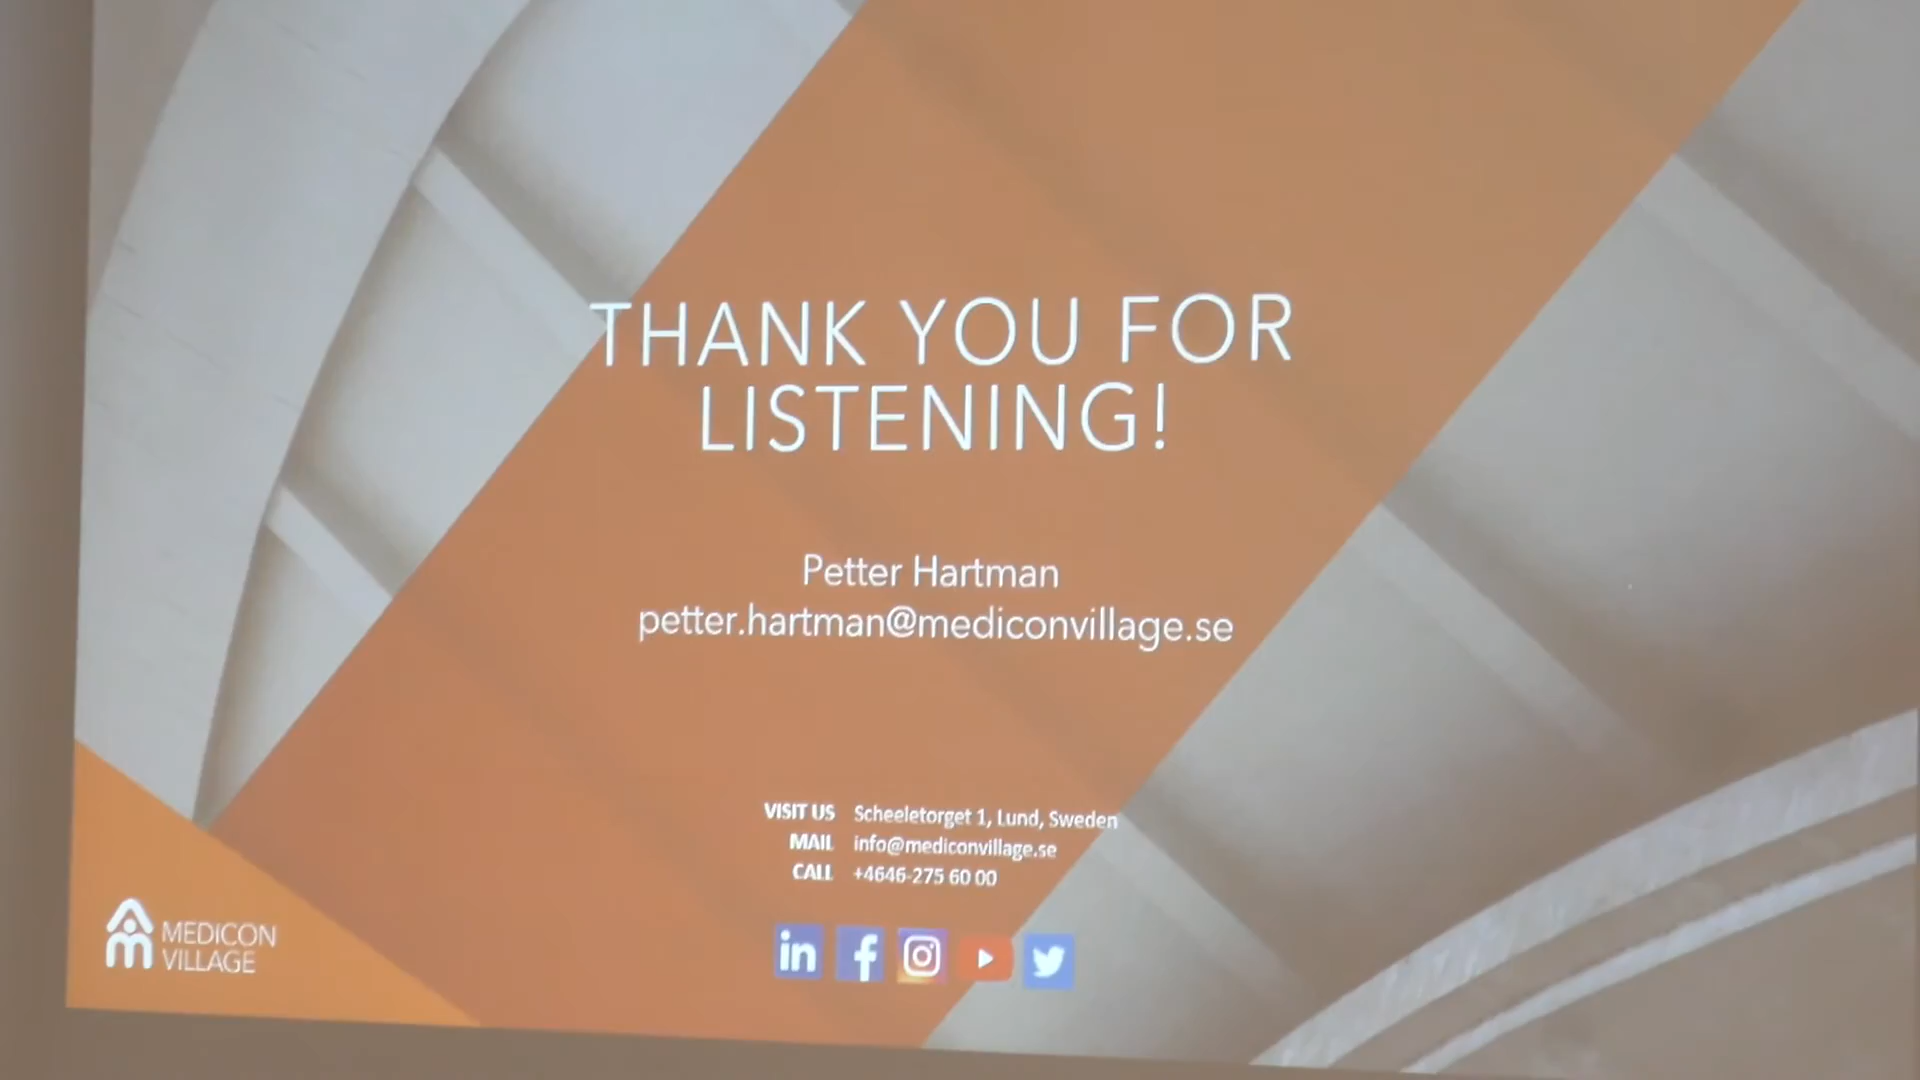 THANK YOU FOR
LISTENING!
Petter Hartman
petter.hartman@mediconvillage.se
VISIT US Scheeletorget 1, Lund, Sweden
MAIL info@mediconvillage.se
CALL +4646-275 60 00
MEDICON
VILLAGE